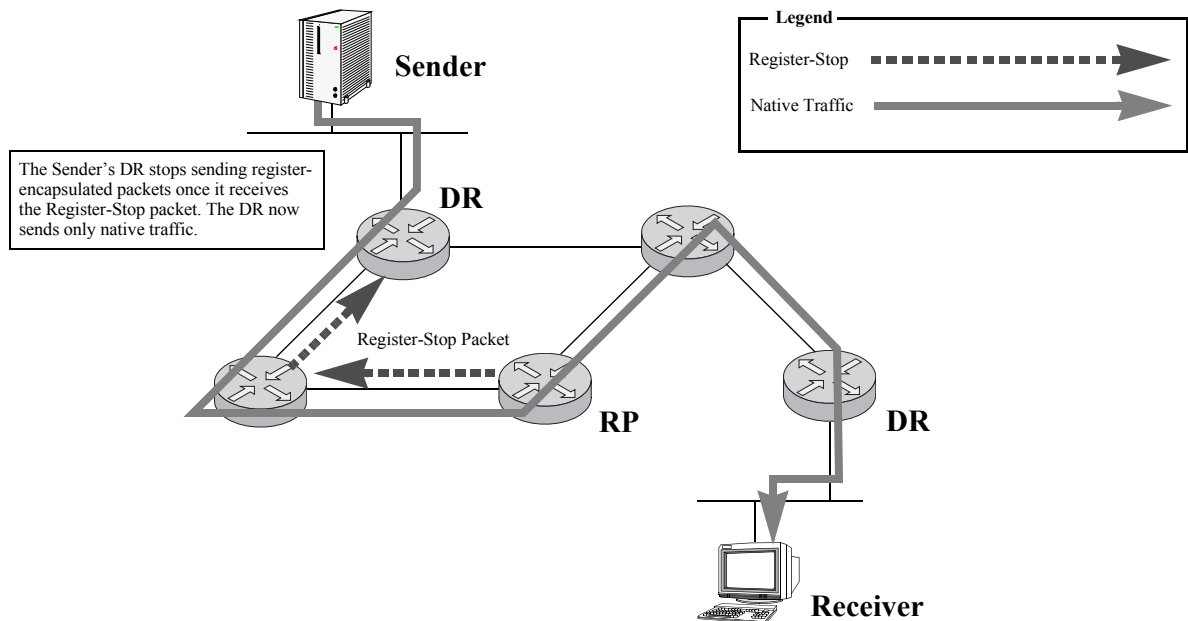 Legend
Register-Stop
Native Traffic
Sender
The Sender’s DR stops sending register-
encapsulated packets once it receives
the Register-Stop packet. The DR now
sends only native traffic.
DR
Register-Stop Packet
RP
DR
Receiver